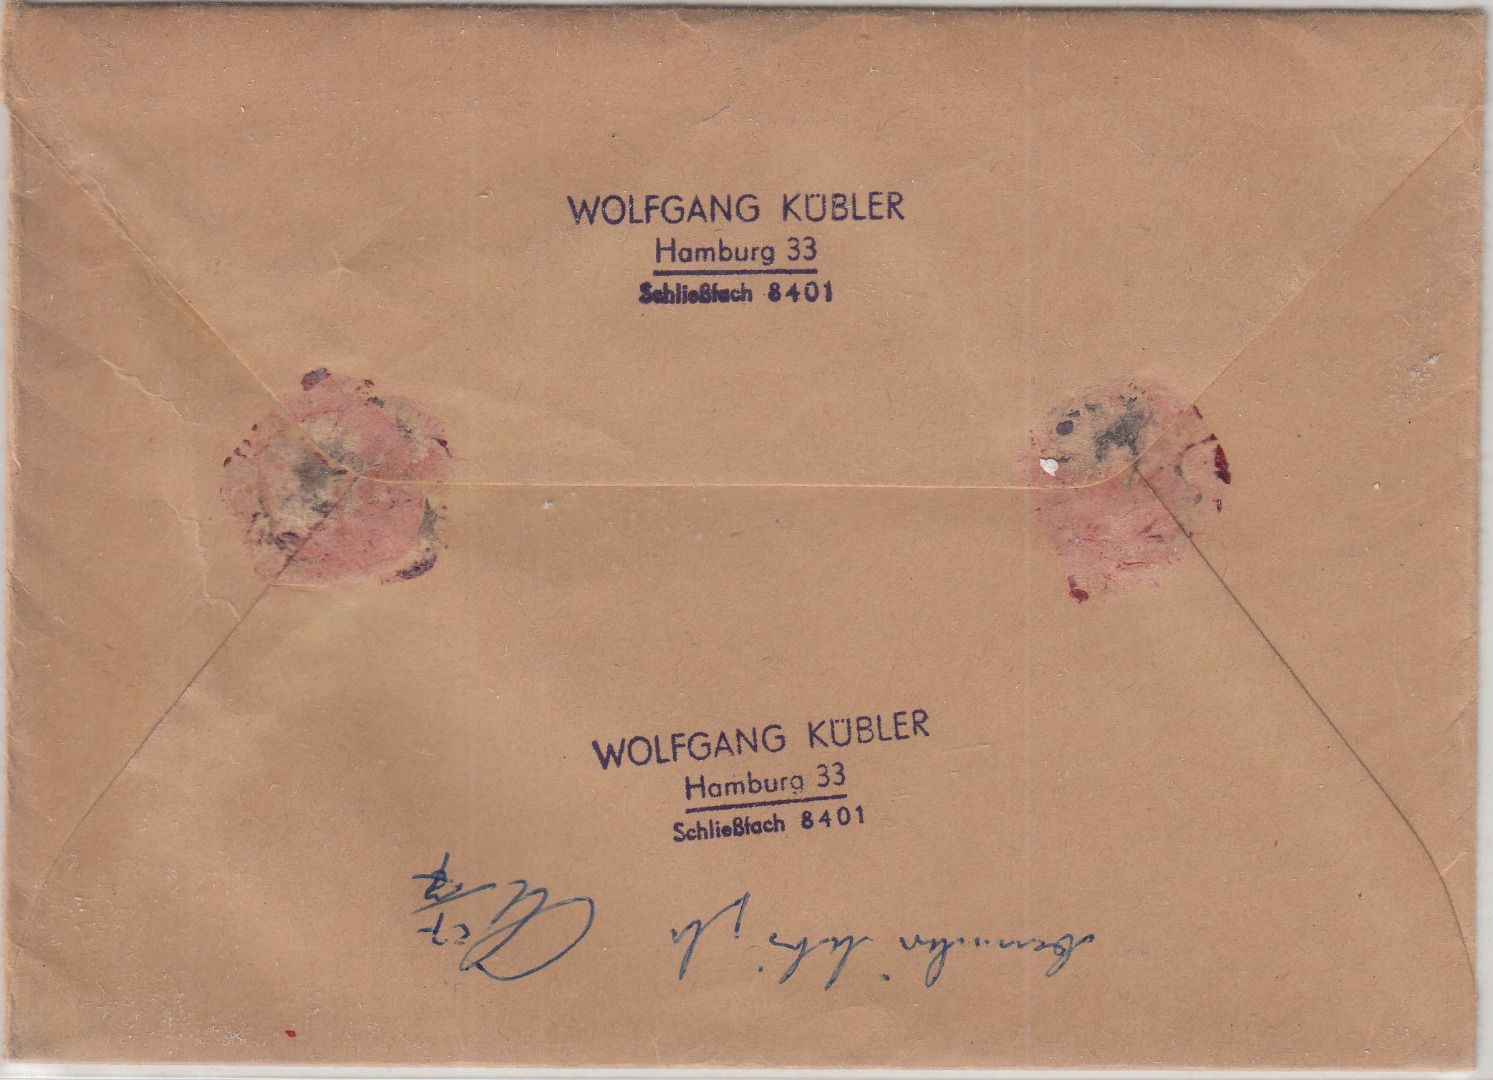 WOLFGANG KÜBLER
Hamburg 33
Schließfach 8401
WOLFGANG KÜBLER
Hamburg 33
Schließfach 8401